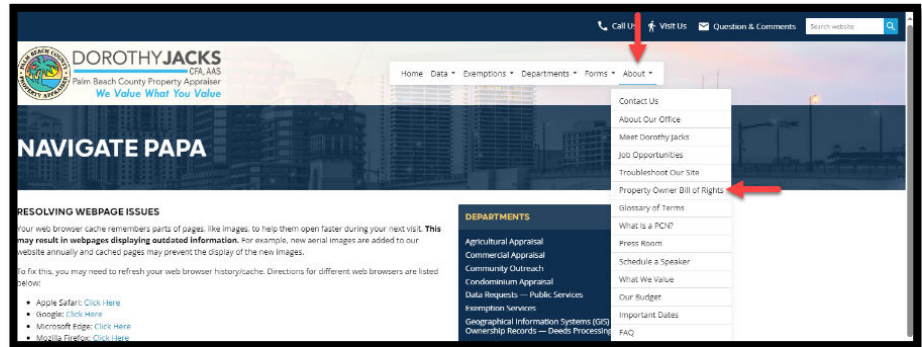 Call Us Visit Us Question & Comments Search website
PALM BEACH COUNTY
PROPERTY APPRAISER
DOROTHYJACKS
CFA, AAS
Palm Beach County Property Appraiser
We Value What You Value
Home Data Exemptions Departments Forms About
Contact Us
About Our Office
Meet Dorothy Jacks
Job Opportunities
Troubleshoot Our Site
Property Owner Bill of Rights
Glossary of Terms
What Is a PCN?
Press Room
Schedule a Speaker
What We Value
Our Budget
Important Dates
FAQ
NAVIGATE PAPA
RESOLVING WEBPAGE ISSUES
Your web browser cache remembers parts of pages, like images, to help them open faster during your next visit. This
may result in webpages displaying outdated information. For example, new aerial images are added to our
website annually and cached pages may prevent the display of the new images.
To fix this, you may need to refresh your web browser history/cache. Directions for different web browsers are listed
below:
Apple Safari: Click Here
Google: Click Here
Microsoft Edge: Click Here
Mozilla Firefox: Click Here
DEPARTMENTS
Agricultural Appraisal
Commercial Appraisal
Community Outreach
Condominium Appraisal
Data Requests — Public Services
Exemption Services
Geographical Information Systems (GIS)
Ownership Records — Deeds Processing